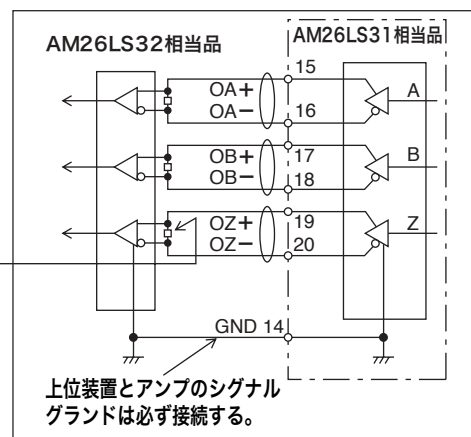 AM26LS32相当品
AM26LS31相当品
15
OA+
OA−
16
A
OB+
17
OB−
18
B
OZ+
19
OZ−
20
Z
GND 14
上位装置とアンプのシグナル
グランドは必ず接続する。